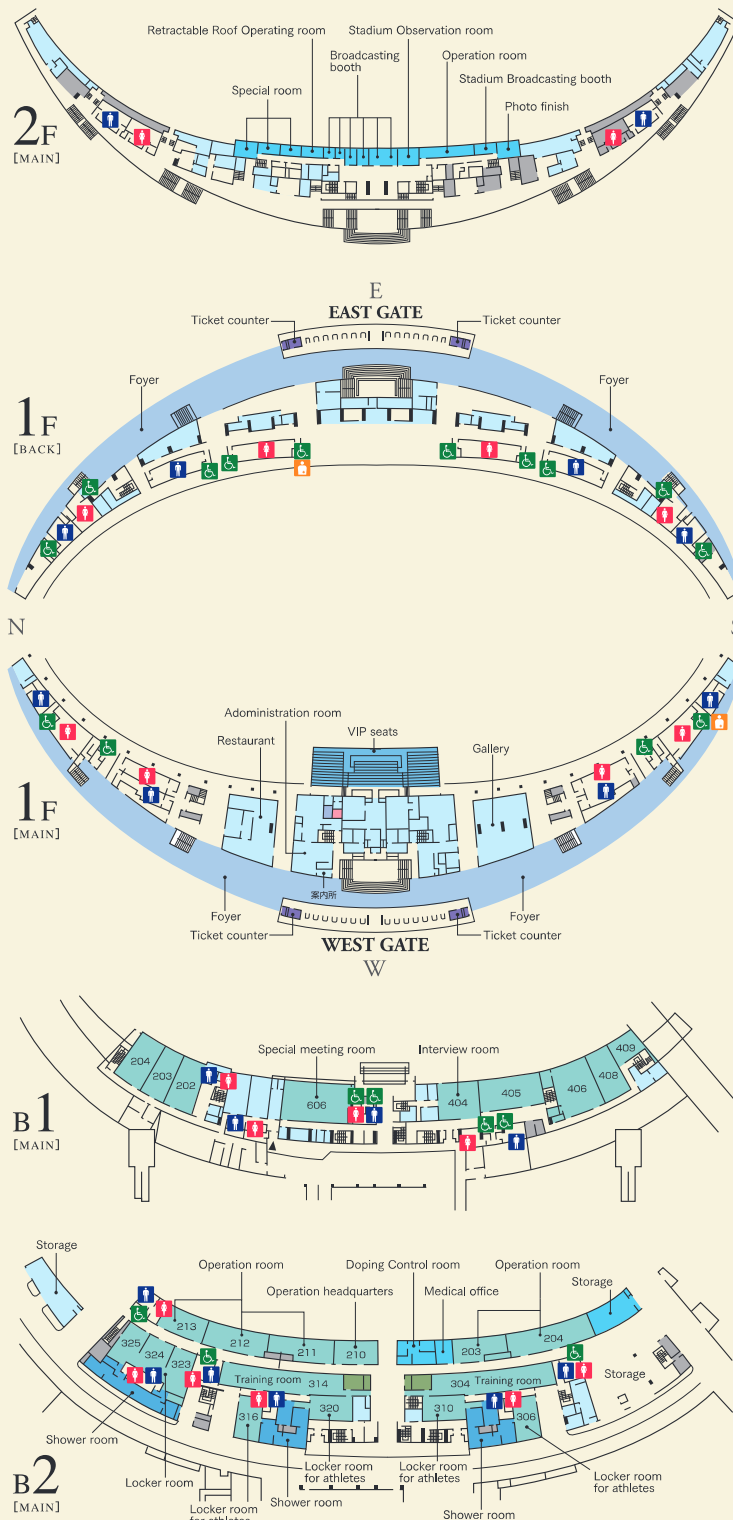 Retractable Roof Operating room
Stadium Observation room
Broadcasting
booth
Operation room
Special room
Stadium Broadcasting booth
Photo finish
2F
[MAIN]
E
EAST GATE
Ticket counter
Ticket counter
Foyer
Foyer
1F
[BACK]
N
S
Adoministration room
VIP seats
Restaurant
Gallery
1F
[MAIN]
案内所
Foyer
Foyer
Ticket counter
Ticket counter
WEST GATE
W
Special meeting room
Interview room
204
203
202
606
404
405
406
408
409
B1
[MAIN]
Storage
Operation room
Doping Control room
Operation room
Operation headquarters
Medical office
Storage
213
212
211
210
203
204
325
324
323
Training room
314
304
Training room
Storage
316
320
310
306
Shower room
Locker room
Locker room
for athletes
Locker room
for athletes
Locker room
for athletes
Shower room
Shower room
Locker room
for athletes
B2
[MAIN]